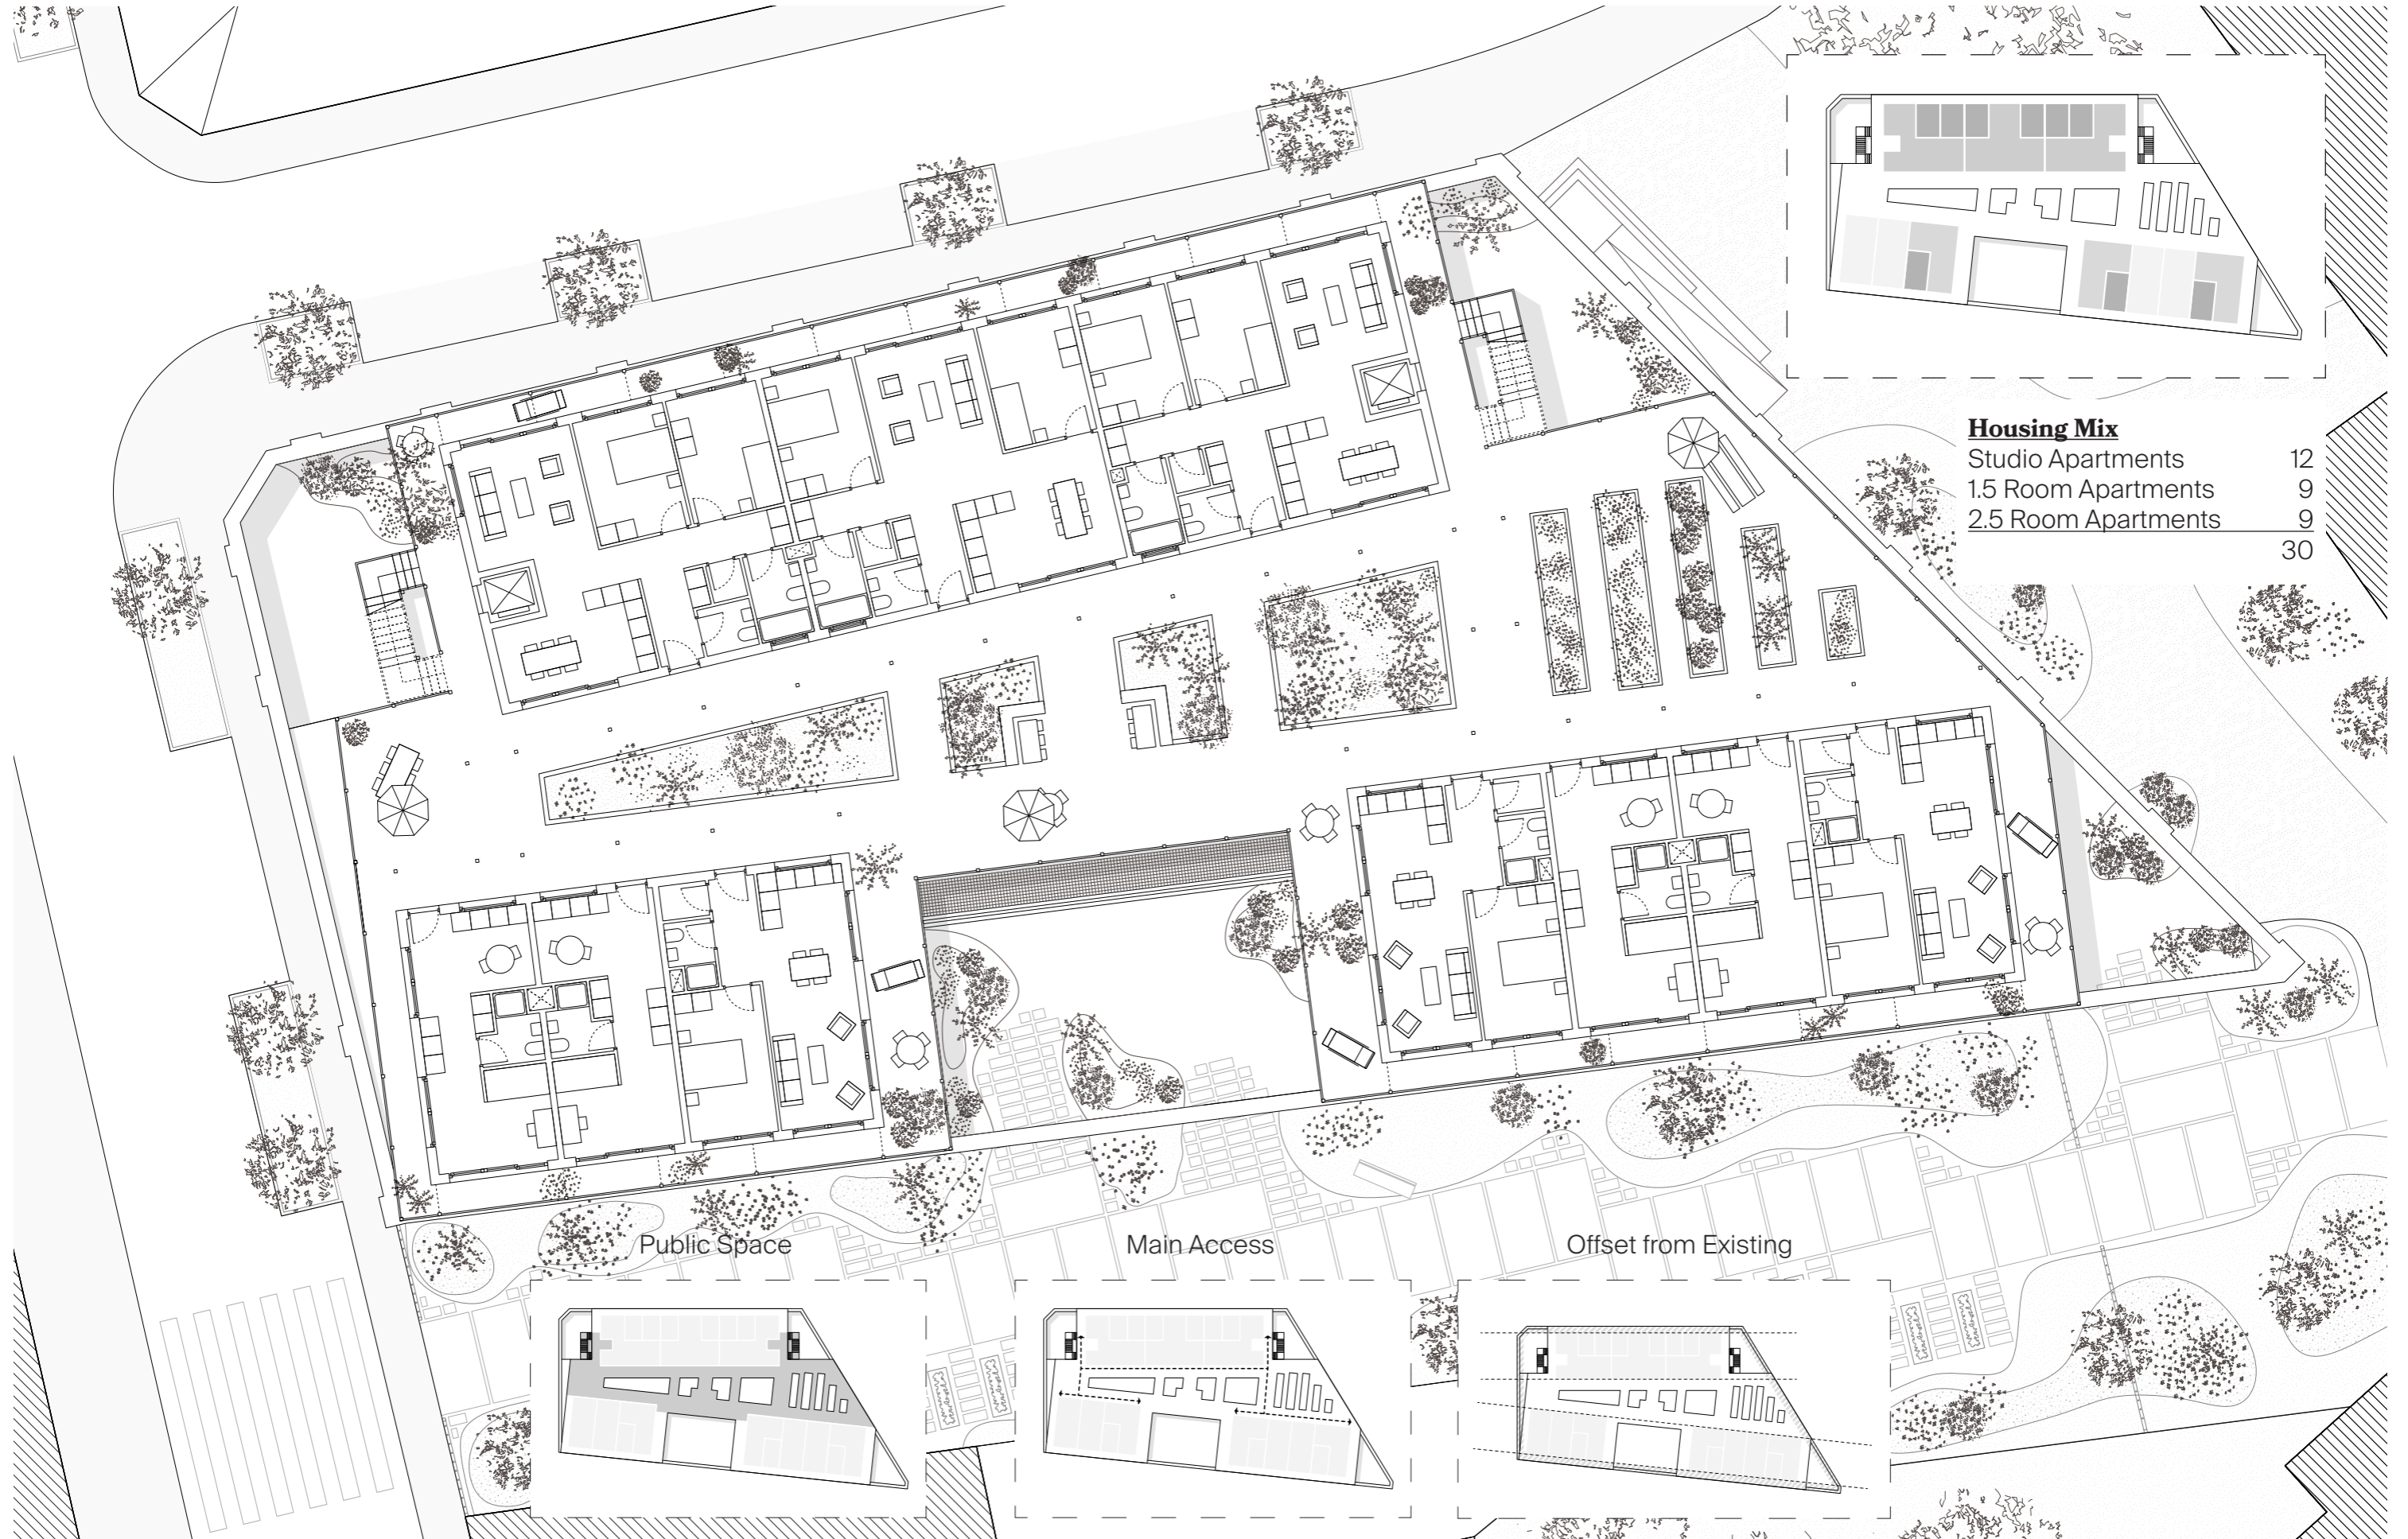 Housing Mix
Studio Apartments 12
1.5 Room Apartments 9
2.5 Room Apartments 9
30
Public Space
Main Access
Offset from Existing